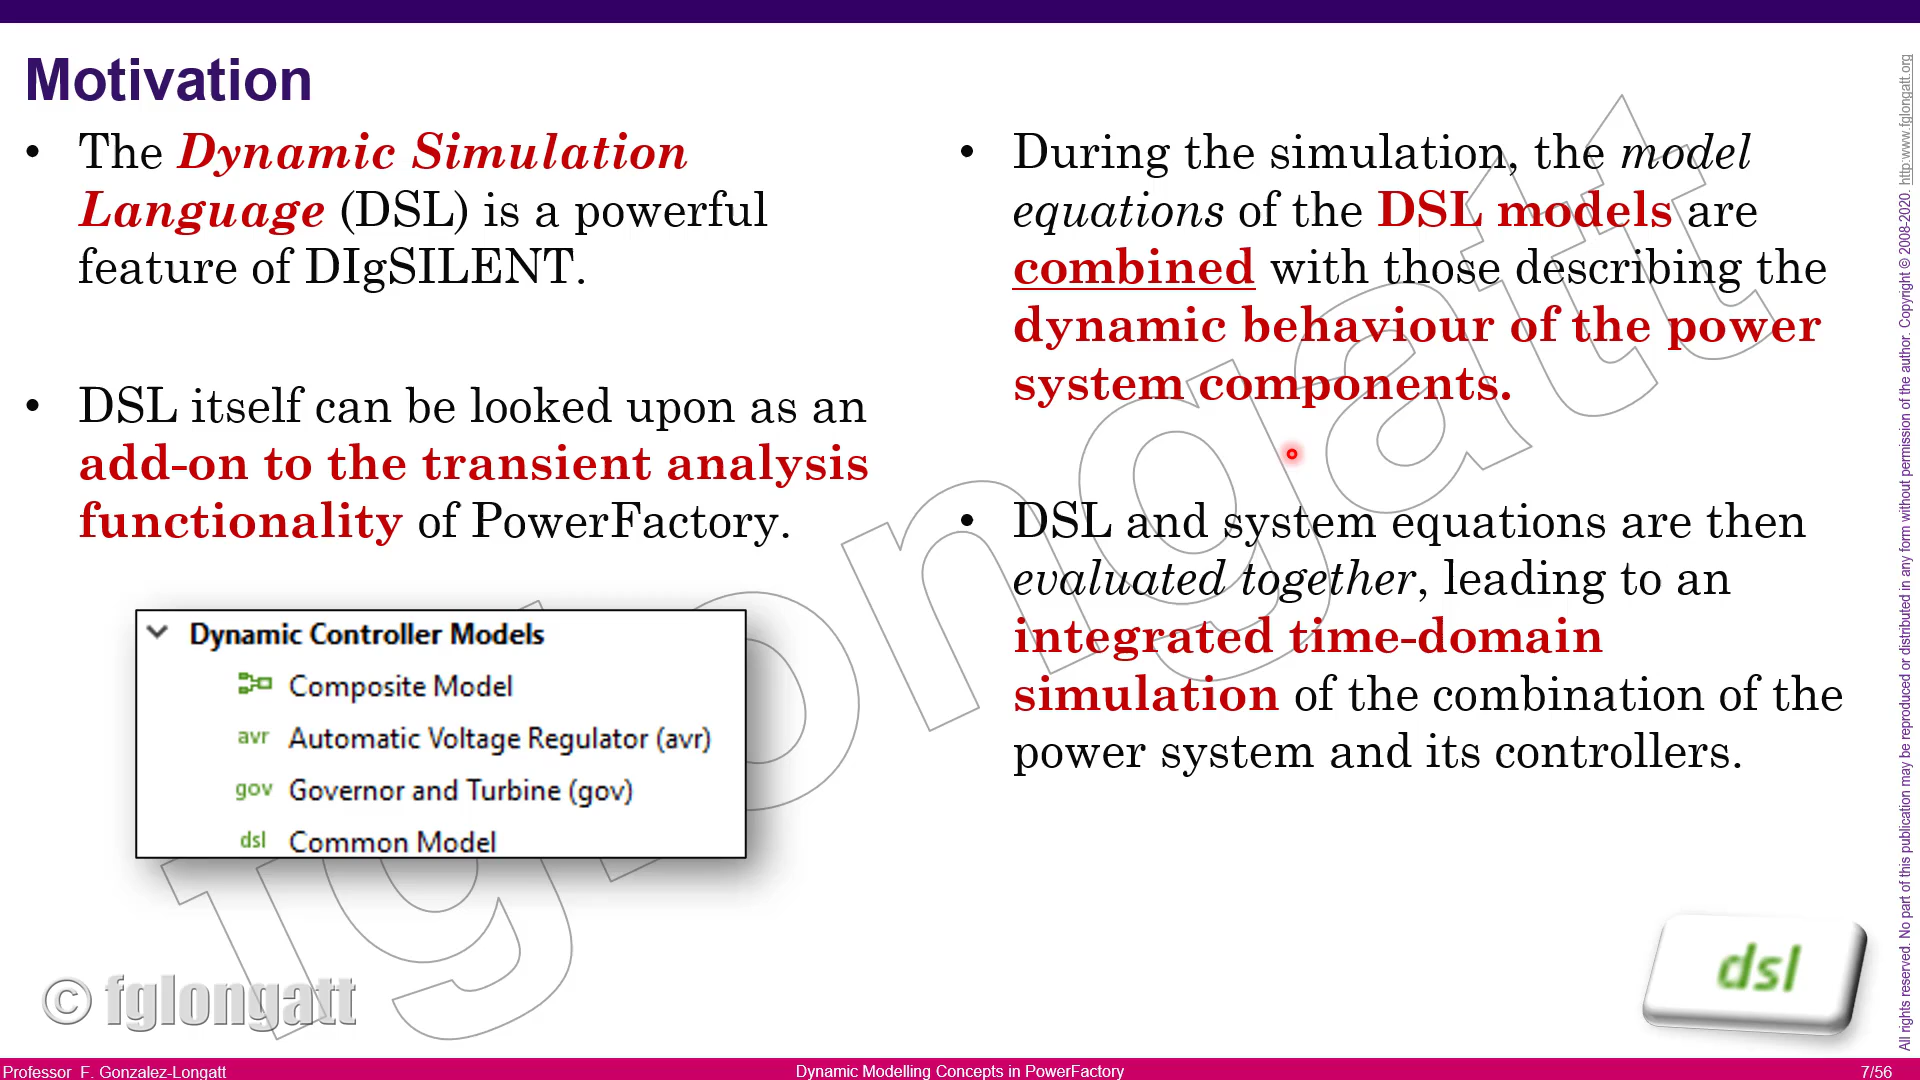 Motivation
• The Dynamic Simulation
Language (DSL) is a powerful
feature of DIgSILENT.
• DSL itself can be looked upon as an
add-on to the transient analysis
functionality of PowerFactory.
Dynamic Controller Models
Composite Model
avr Automatic Voltage Regulator (avr)
gov Governor and Turbine (gov)
dsl Common Model
• During the simulation, the model
equations of the DSL models are
combined with those describing the
dynamic behaviour of the power
system components.
• DSL and system equations are then
evaluated together, leading to an
integrated time-domain
simulation of the combination of the
power system and its controllers.
dsl
© fglongatt
fglongatt
All rights reserved. No part of this publication may be reproduced or distributed in any form without permission of the author. Copyright © 2008-2020. http:www.fglongatt.org
Professor F. Gonzalez-Longatt
Dynamic Modelling Concepts in PowerFactory
7/56